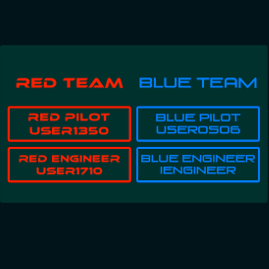 RED TEAM
BLUE TEAM
RED PILOT
USER1350
BLUE PILOT
USER0506
RED ENGINEER
USER1710
BLUE ENGINEER
IENGINEER